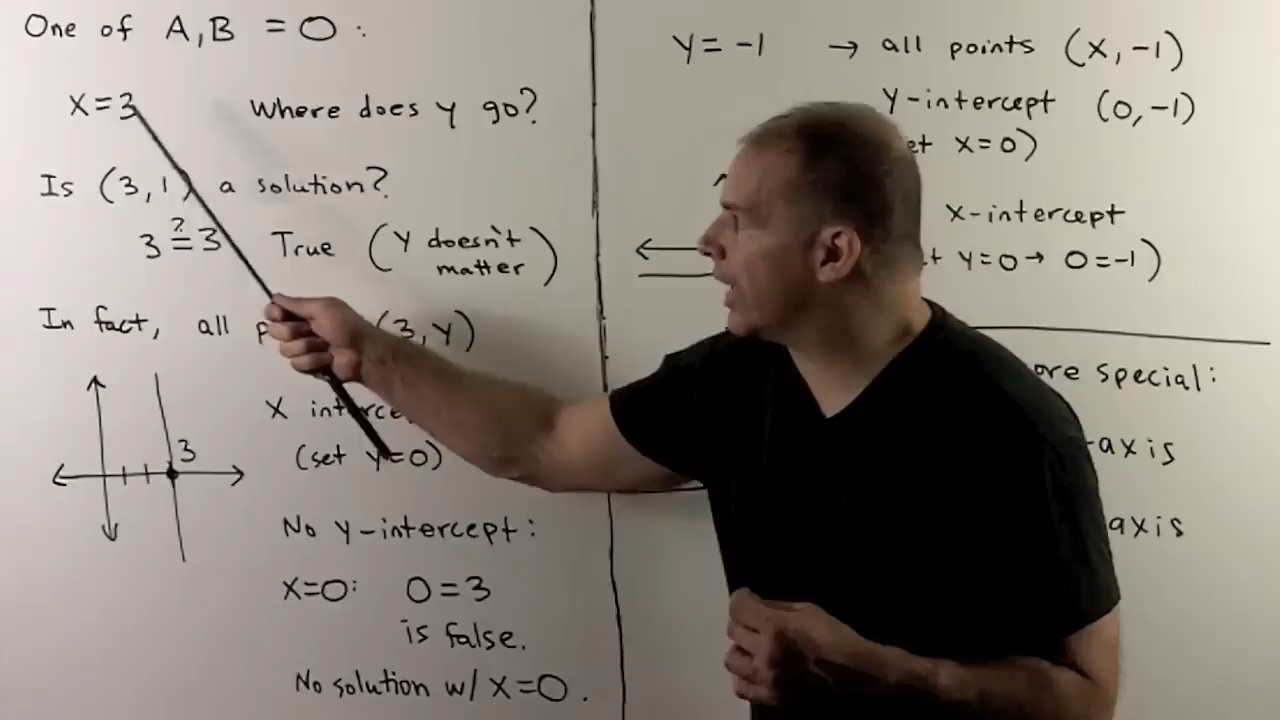 One of A,B = 0 :
x = 3 Where does y go?
Is (3,1) a solution?
3 ≟ 3 True (y doesn't matter)
In fact, all (3,y)
3
x
(set y=0)
No y-intercept:
x=0: 0 = 3
is false.
No solution w/ x=0.
y = -1 → all points (x,-1)
y-intercept (0,-1)
x=0)
x-intercept
y=0 → 0=-1)
special:
axis
axis